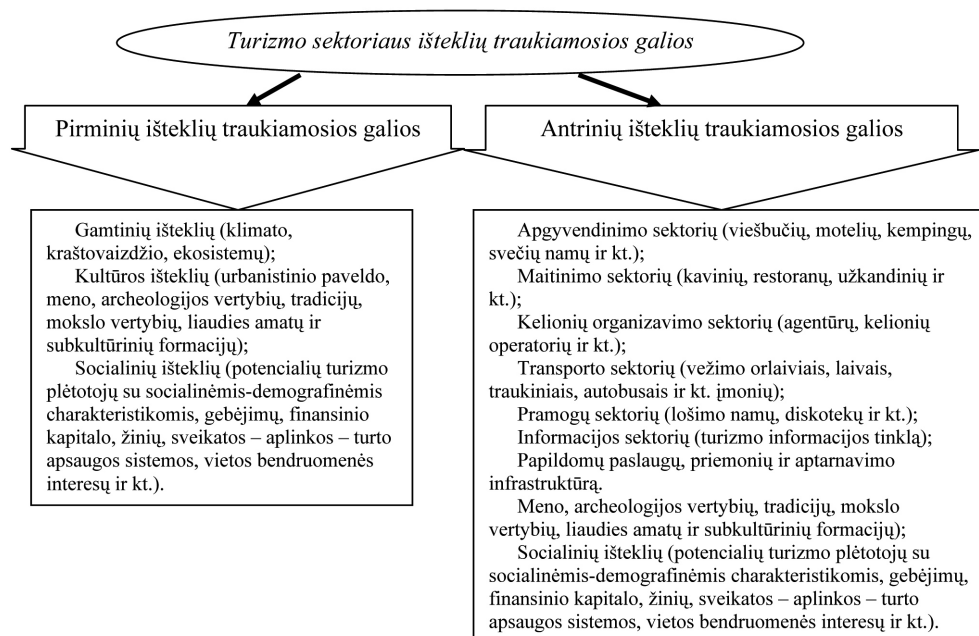 Turizmo sektoriaus išteklių traukiamosios galios
Pirminių išteklių traukiamosios galios
Gamtinių išteklių (klimato,
kraštovaizdžio, ekosistemų);
Kultūros išteklių (urbanistinio paveldo,
meno, archeologijos vertybių, tradicijų,
mokslo vertybių, liaudies amatų ir
subkultūrinių formacijų);
Socialinių išteklių (potencialių turizmo
plėtotojų su socialinėmis-demografinėmis
charakteristikomis, gebėjimų, finansinio
kapitalo, žinių, sveikatos – aplinkos – turto
apsaugos sistemos, vietos bendruomenės
interesų ir kt.).
Antrinių išteklių traukiamosios galios
Apgyvendinimo sektorių (viešbučių, motelių, kempingų,
svečių namų ir kt.);
Maitinimo sektorių (kavinių, restoranų, užkandinių ir
kt.);
Kelionių organizavimo sektorių (agentūrų, kelionių
operatorių ir kt.);
Transporto sektorių (vežimo orlaiviais, laivais,
traukiniais, autobusais ir kt. įmonių);
Pramogų sektorių (lošimo namų, diskotekų ir kt.);
Informacijos sektorių (turizmo informacijos tinklą);
Papildomų paslaugų, priemonių ir aptarnavimo
infrastruktūrą.
Meno, archeologijos vertybių, tradicijų, mokslo
vertybių, liaudies amatų ir subkultūrinių formacijų);
Socialinių išteklių (potencialių turizmo plėtotojų su
socialinėmis-demografinėmis charakteristikomis, gebėjimų,
finansinio kapitalo, žinių, sveikatos – aplinkos – turto
apsaugos sistemos, vietos bendruomenės interesų ir kt.).